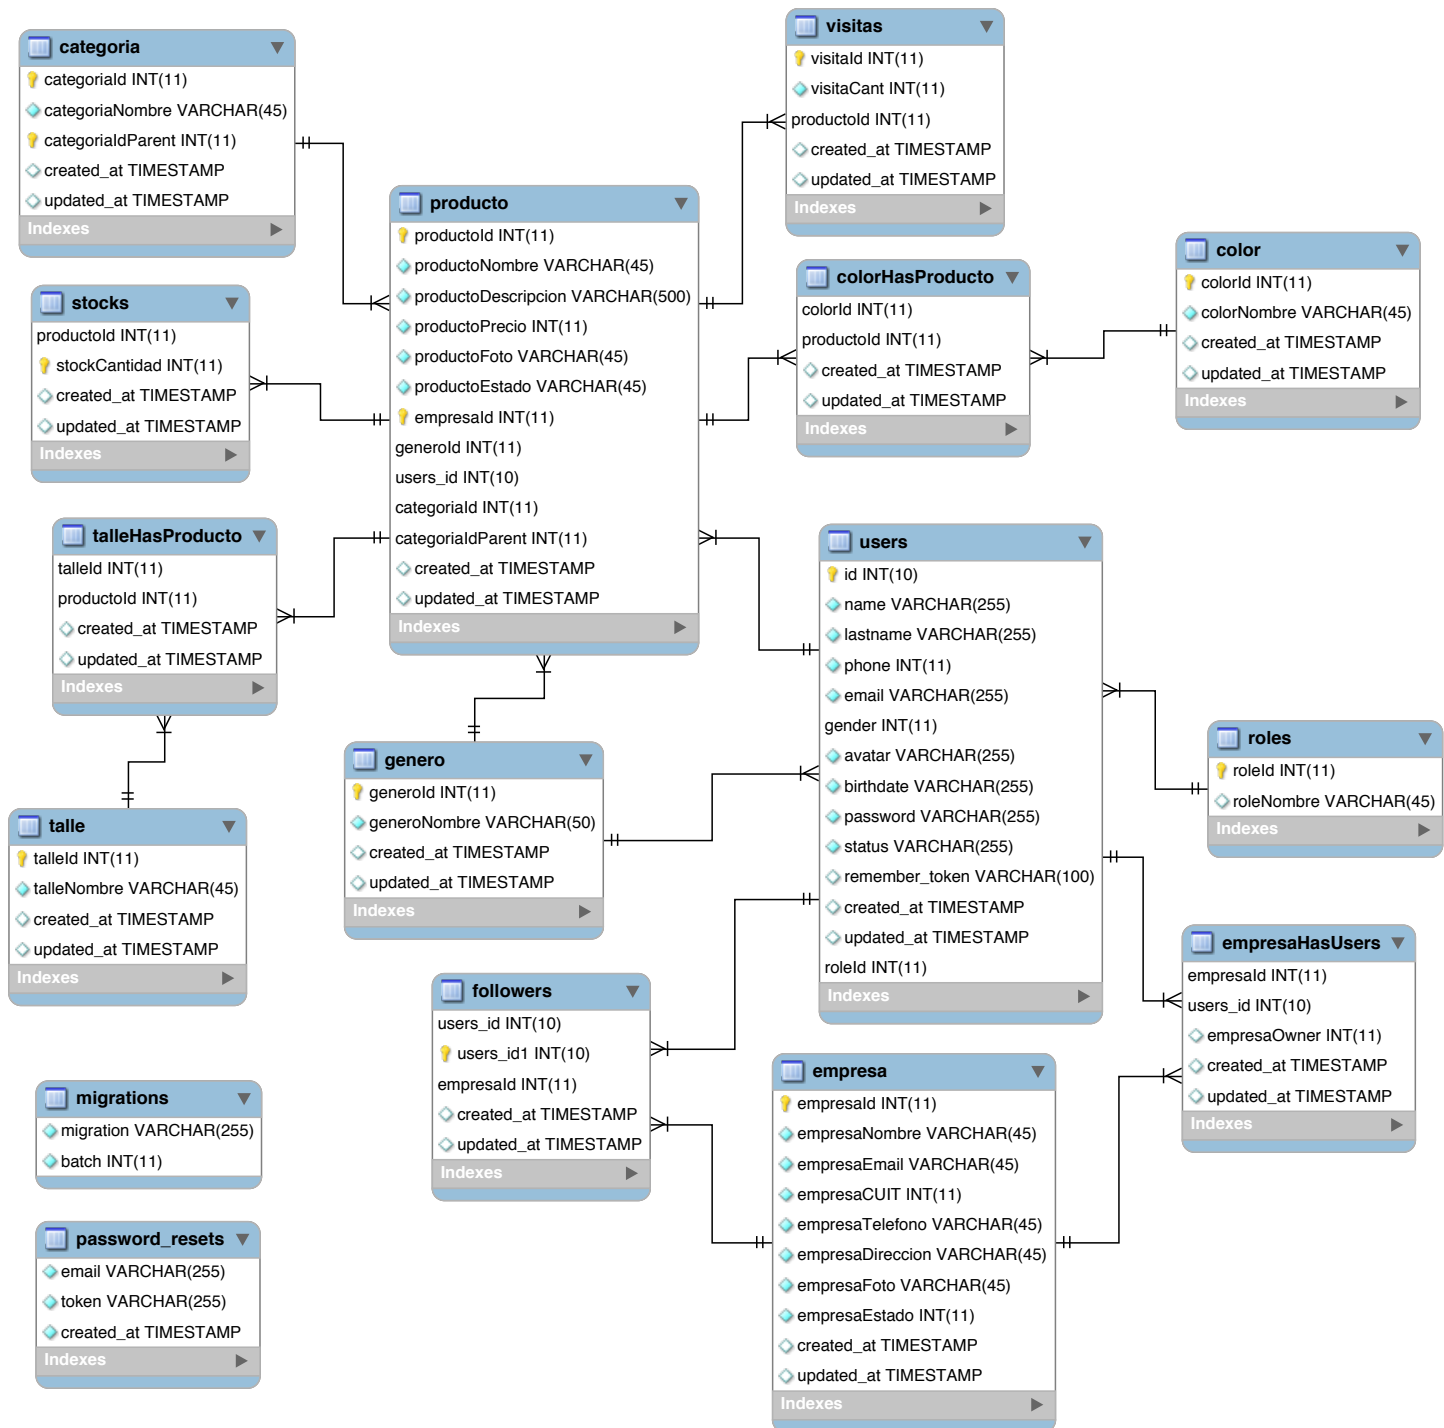 categoria
categoriaId INT(11)
categoriaNombre VARCHAR(45)
categoriaIdParent INT(11)
created_at TIMESTAMP
updated_at TIMESTAMP
Indexes
stocks
productoId INT(11)
stockCantidad INT(11)
created_at TIMESTAMP
updated_at TIMESTAMP
Indexes
talleHasProducto
talleId INT(11)
productoId INT(11)
created_at TIMESTAMP
updated_at TIMESTAMP
Indexes
talle
talleId INT(11)
talleNombre VARCHAR(45)
created_at TIMESTAMP
updated_at TIMESTAMP
Indexes
migrations
migration VARCHAR(255)
batch INT(11)
Indexes
password_resets
email VARCHAR(255)
token VARCHAR(255)
created_at TIMESTAMP
Indexes
producto
productoId INT(11)
productoNombre VARCHAR(45)
productoDescripcion VARCHAR(500)
productoPrecio INT(11)
productoFoto VARCHAR(45)
productoEstado VARCHAR(45)
empresaId INT(11)
generoId INT(11)
users_id INT(10)
categoriaId INT(11)
categoriaIdParent INT(11)
created_at TIMESTAMP
updated_at TIMESTAMP
Indexes
genero
generoId INT(11)
generoNombre VARCHAR(50)
created_at TIMESTAMP
updated_at TIMESTAMP
Indexes
followers
users_id INT(10)
users_id1 INT(10)
empresaId INT(11)
created_at TIMESTAMP
updated_at TIMESTAMP
Indexes
visitas
visitaId INT(11)
visitaCant INT(11)
productoId INT(11)
created_at TIMESTAMP
updated_at TIMESTAMP
Indexes
colorHasProducto
colorId INT(11)
productoId INT(11)
created_at TIMESTAMP
updated_at TIMESTAMP
Indexes
color
colorId INT(11)
colorNombre VARCHAR(45)
created_at TIMESTAMP
updated_at TIMESTAMP
Indexes
users
id INT(10)
name VARCHAR(255)
lastname VARCHAR(255)
phone INT(11)
email VARCHAR(255)
gender INT(11)
avatar VARCHAR(255)
birthdate VARCHAR(255)
password VARCHAR(255)
status VARCHAR(255)
remember_token VARCHAR(100)
created_at TIMESTAMP
updated_at TIMESTAMP
roleId INT(11)
Indexes
roles
roleId INT(11)
roleNombre VARCHAR(45)
Indexes
empresaHasUsers
empresaId INT(11)
users_id INT(10)
empresaOwner INT(11)
created_at TIMESTAMP
updated_at TIMESTAMP
Indexes
empresa
empresaId INT(11)
empresaNombre VARCHAR(45)
empresaEmail VARCHAR(45)
empresaCUIT INT(11)
empresaTelefono VARCHAR(45)
empresaDireccion VARCHAR(45)
empresaFoto VARCHAR(45)
empresaEstado INT(11)
created_at TIMESTAMP
updated_at TIMESTAMP
Indexes